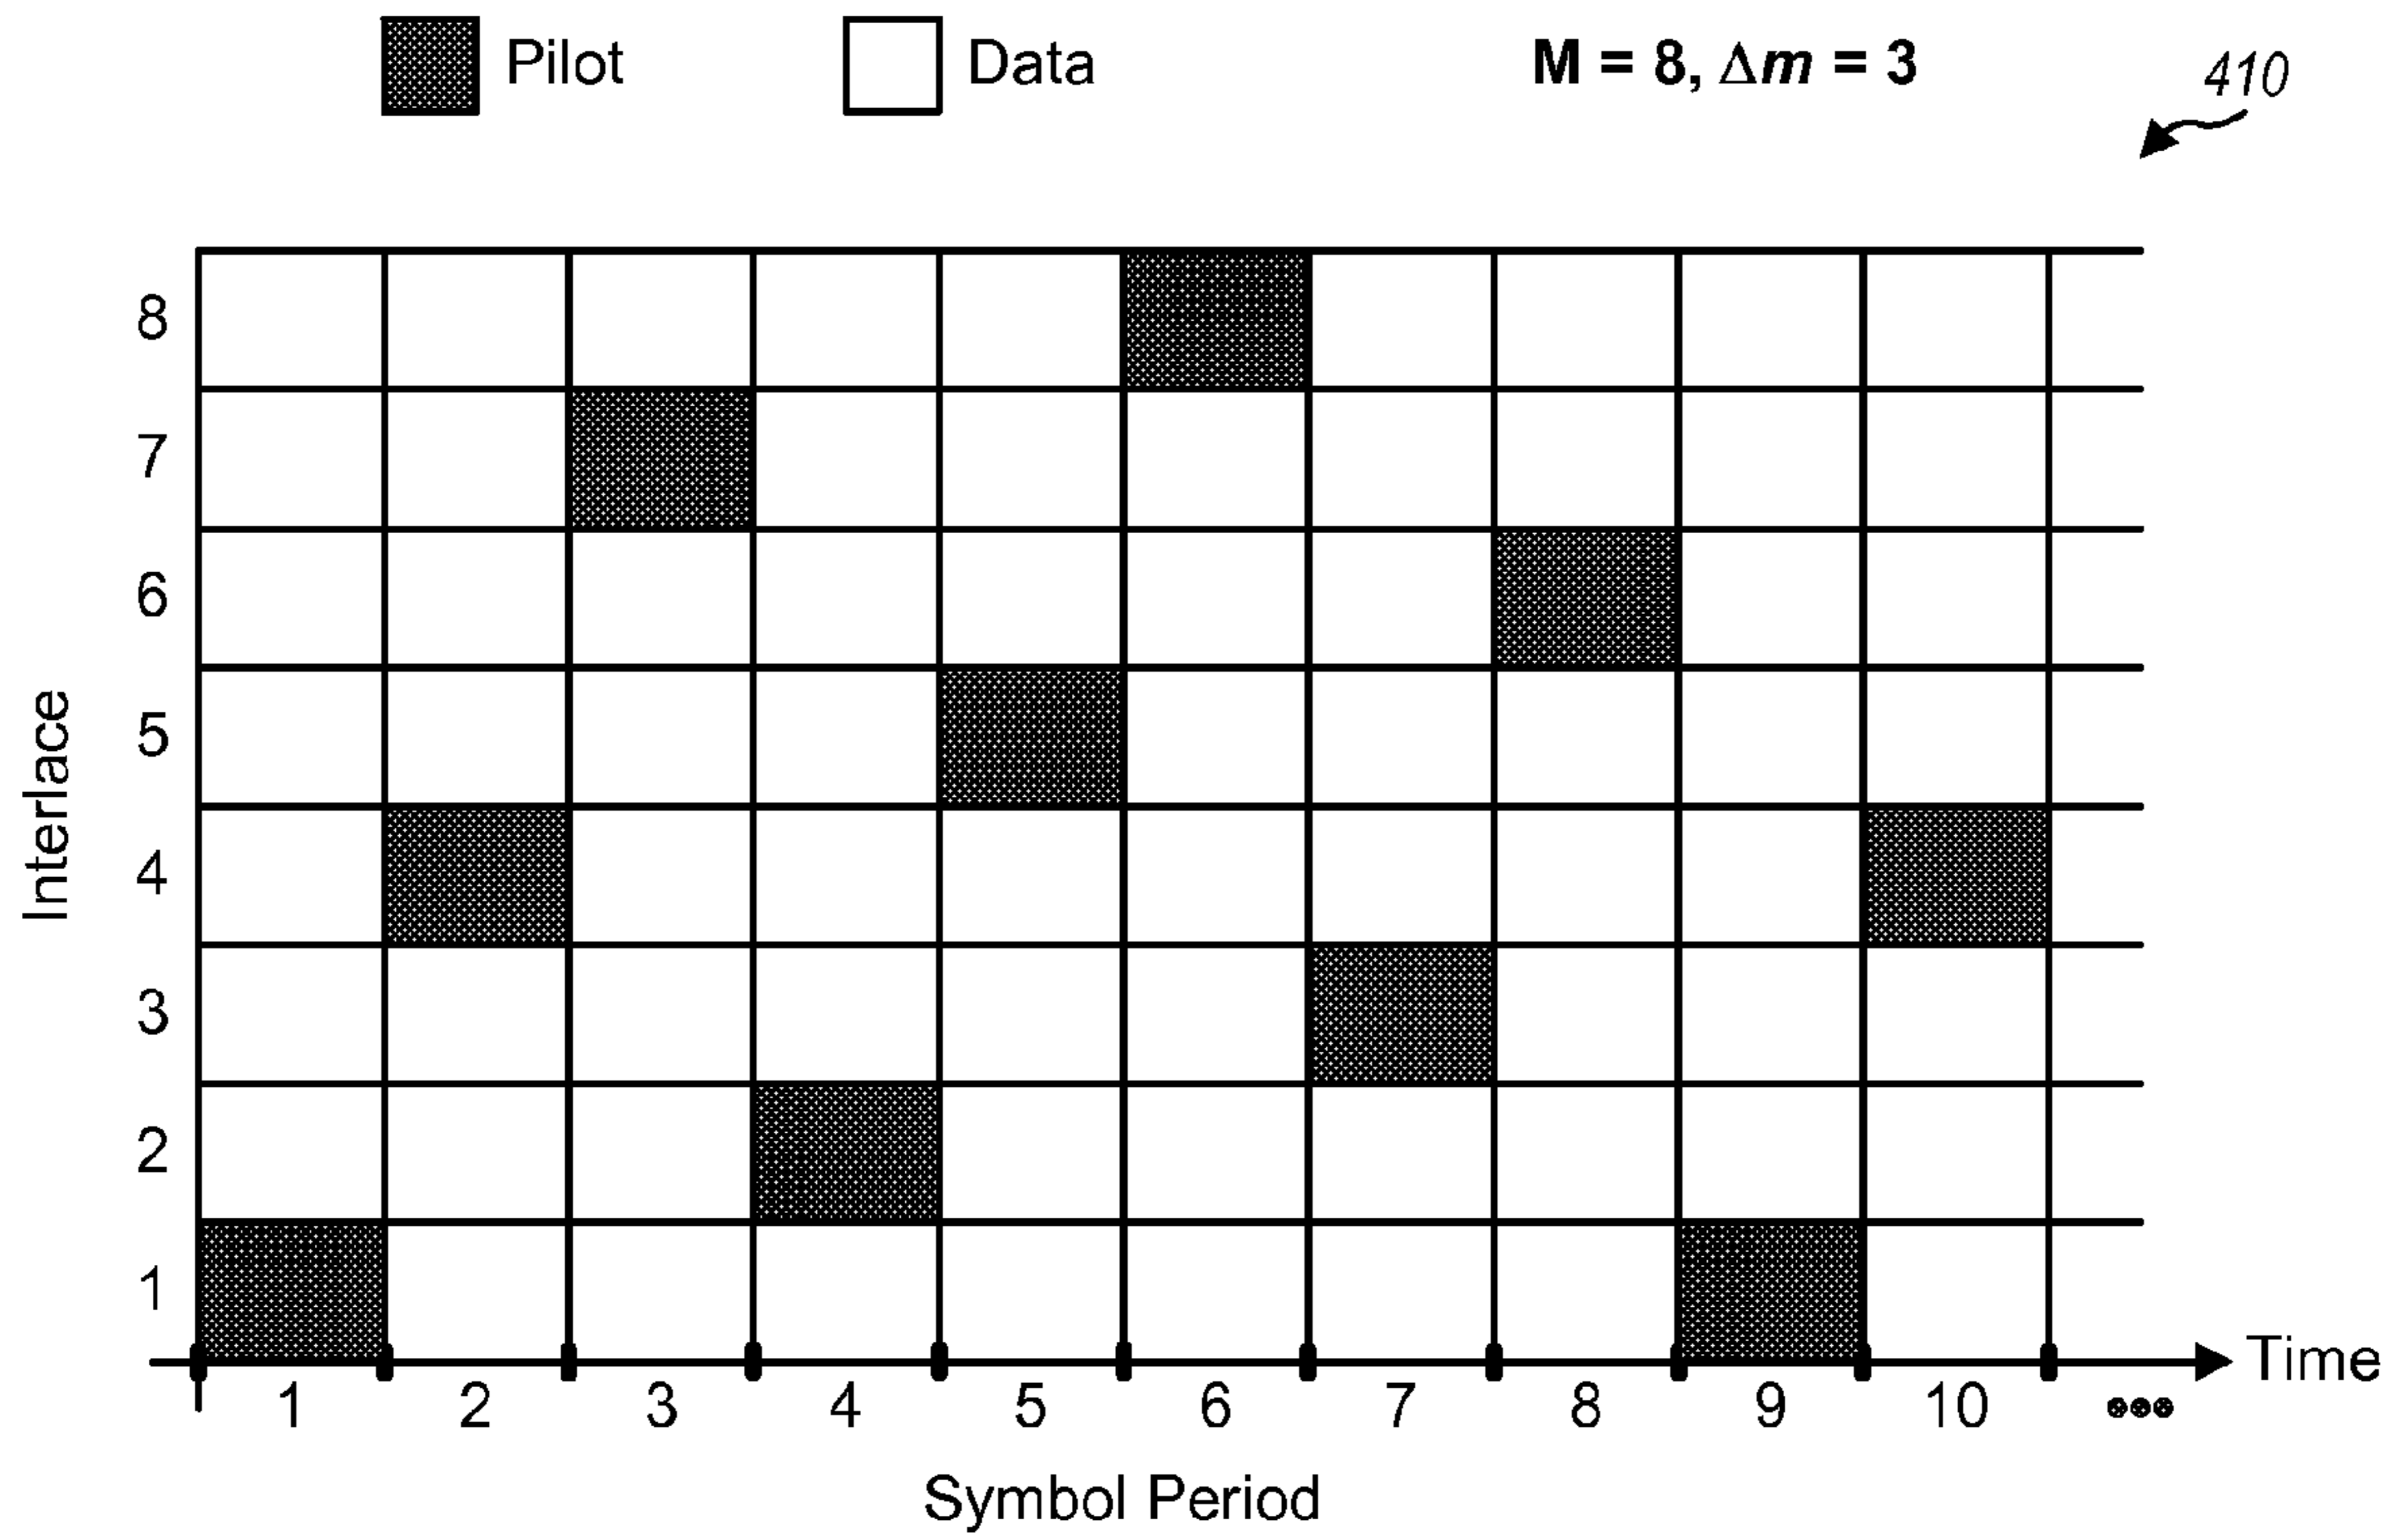 Pilot Data M = 8, Δm = 3
410
8
7
6
5
4
3
2
1
Interlace
Time
1 2 3 4 5 6 7 8 9 10
Symbol Period